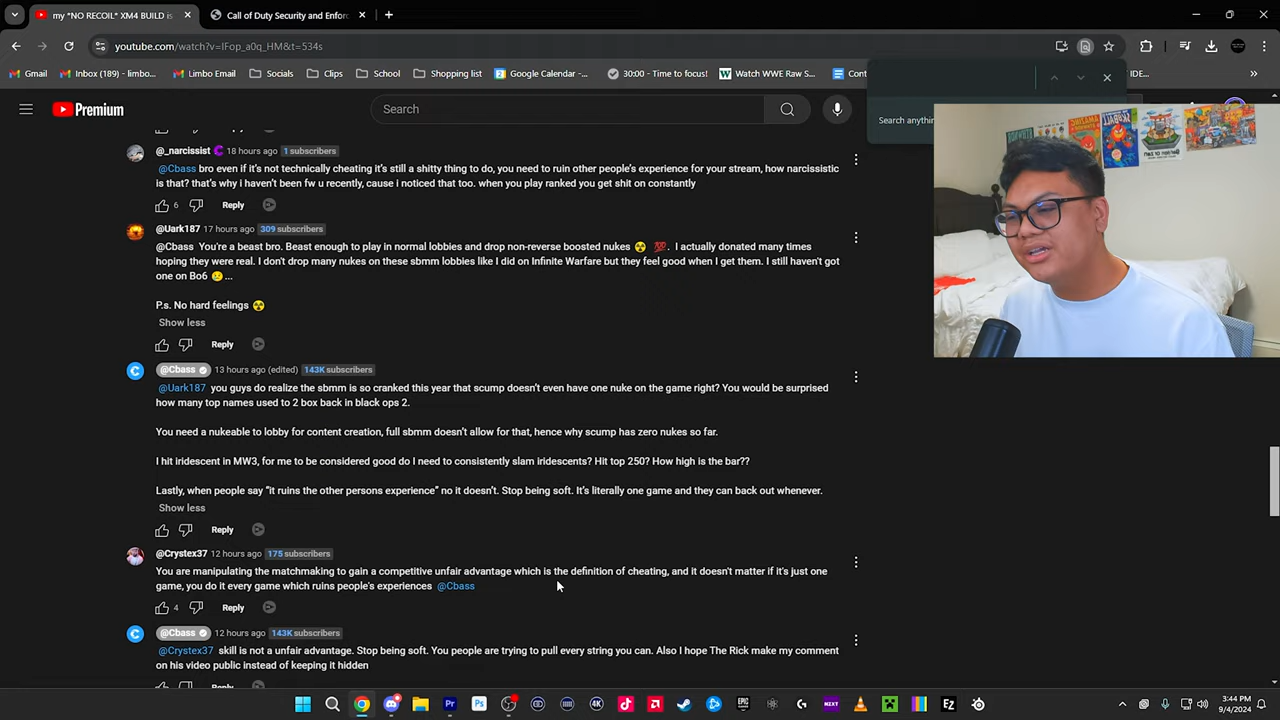 my *NO RECOIL* XM4 BUILD is
Call of Duty Security and Enforc
youtube.com/watch?v=IFop_a0q_HM&t=534s
Gmail
Inbox (189) - limbo...
Limbo Email
Socials
Clips
School
Shopping list
Google Calendar -...
30:00 - Time to focus!
Watch WWE Raw S...
Cont
IDE...
Premium
Search
Search anythin
@_narcissist 18 hours ago 1 subscribers
@Cbass bro even if it's not technically cheating it's still a shitty thing to do, you need to ruin other people's experience for your stream, how narcissistic
is that? that's why i haven't been fw u recently, cause I noticed that too. when you play ranked you get shit on constantly
6 Reply
@Uark187 17 hours ago 309 subscribers
@Cbass You're a beast bro. Beast enough to play in normal lobbies and drop non-reverse boosted nukes ☢️ 💯. I actually donated many times
hoping they were real. I don't drop many nukes on these sbmm lobbies like I did on Infinite Warfare but they feel good when I get them. I still haven't got
one on Bo6 😢...
P.s. No hard feelings ☢️
Show less
Reply
@Cbass 13 hours ago (edited) 143K subscribers
@Uark187 you guys do realize the sbmm is so cranked this year that scump doesn't even have one nuke on the game right? You would be surprised
how many top names used to 2 box back in black ops 2.
You need a nukeable to lobby for content creation, full sbmm doesn't allow for that, hence why scump has zero nukes so far.
I hit iridescent in MW3, for me to be considered good do I need to consistently slam iridescents? Hit top 250? How high is the bar??
Lastly, when people say "it ruins the other persons experience" no it doesn't. Stop being soft. It's literally one game and they can back out whenever.
Show less
Reply
@Crystex37 12 hours ago 175 subscribers
You are manipulating the matchmaking to gain a competitive unfair advantage which is the definition of cheating, and it doesn't matter if it's just one
game, you do it every game which ruins people's experiences @Cbass
4 Reply
@Cbass 12 hours ago 143K subscribers
@Crystex37 skill is not a unfair advantage. Stop being soft. You people are trying to pull every string you can. Also I hope The Rick make my comment
on his video public instead of keeping it hidden
Reply
3:44 PM
9/4/2024